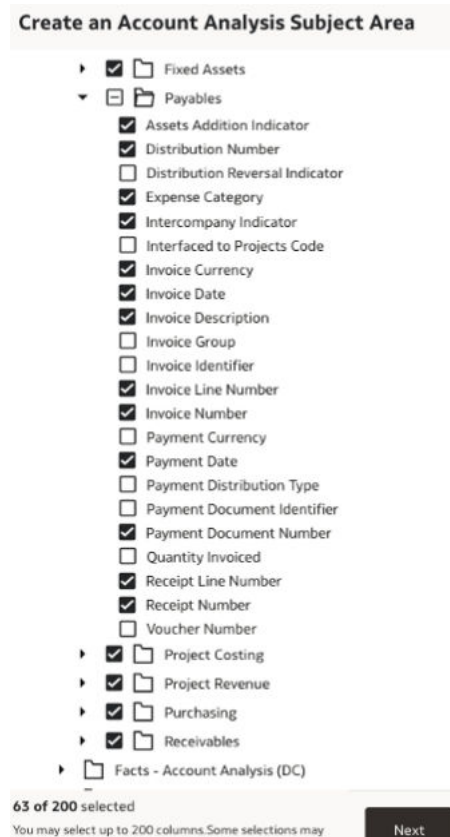 Create an Account Analysis Subject Area
Fixed Assets
Payables
Assets Addition Indicator
Distribution Number
Distribution Reversal Indicator
Expense Category
Intercompany Indicator
Interfaced to Projects Code
Invoice Currency
Invoice Date
Invoice Description
Invoice Group
Invoice Identifier
Invoice Line Number
Invoice Number
Payment Currency
Payment Date
Payment Distribution Type
Payment Document Identifier
Payment Document Number
Quantity Invoiced
Receipt Line Number
Receipt Number
Voucher Number
Project Costing
Project Revenue
Purchasing
Receivables
Facts - Account Analysis (DC)
63 of 200 selected
You may select up to 200 columns.Some selections may
Next